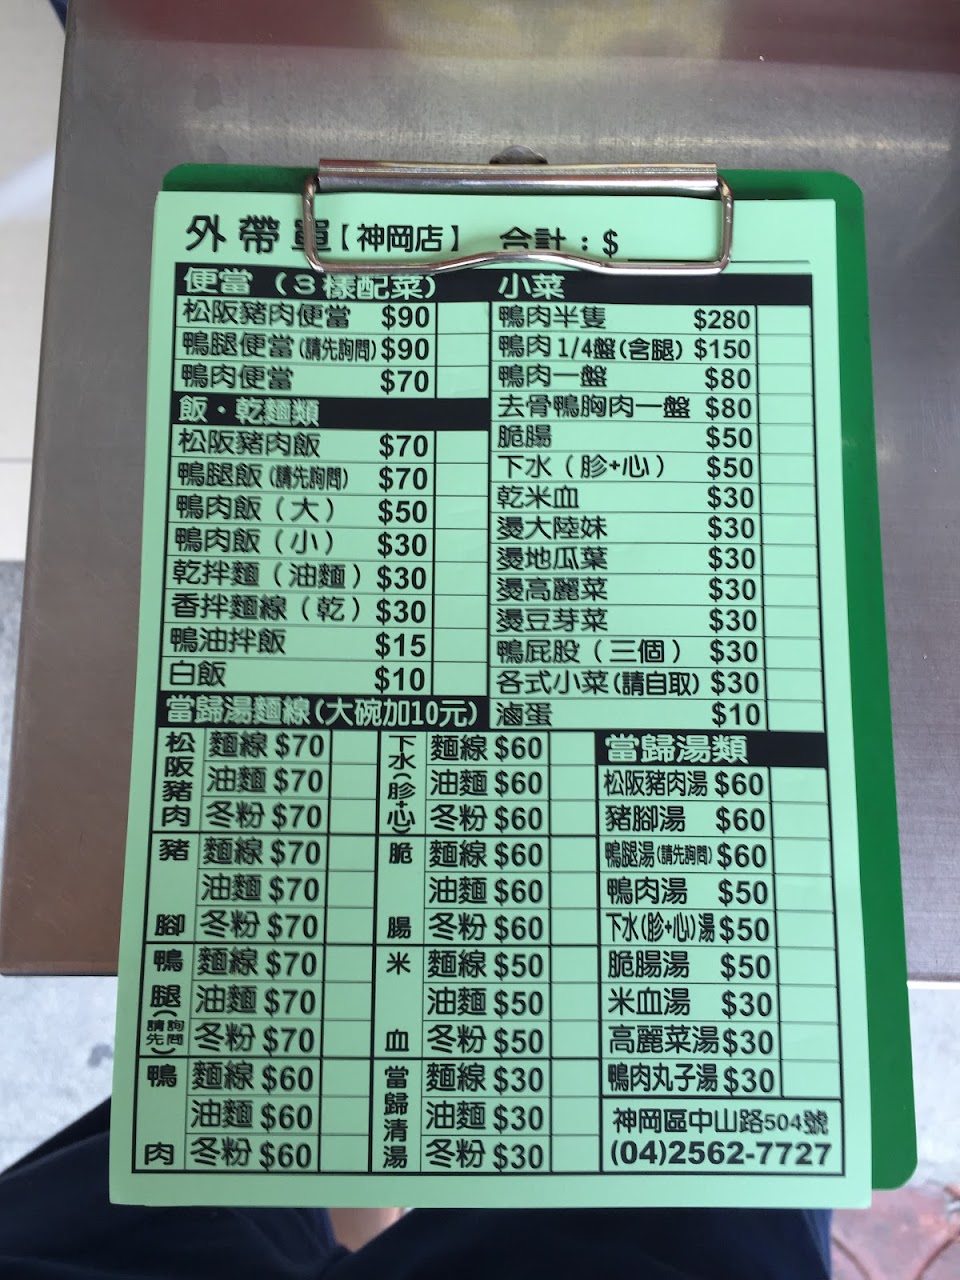 外帶單【神岡店】 合計：$
便當（3樣配菜）
松阪豬肉便當 $90
鴨腿便當(請先詢問) $90
鴨肉便當 $70
飯・乾麵類
松阪豬肉飯 $70
鴨腿飯(請先詢問) $70
鴨肉飯（大） $50
鴨肉飯（小） $30
乾拌麵（油麵） $30
香拌麵線（乾） $30
鴨油拌飯 $15
白飯 $10
小菜
鴨肉半隻 $280
鴨肉1/4盤(含腿) $150
鴨肉一盤 $80
去骨鴨胸肉一盤 $80
脆腸 $50
下水（胗+心） $50
乾米血 $30
燙大陸妹 $30
燙地瓜葉 $30
燙高麗菜 $30
燙豆芽菜 $30
鴨屁股（三個） $30
各式小菜(請自取) $30
滷蛋 $10
當歸湯麵線(大碗加10元)
松阪豬肉
麵線 $70
油麵 $70
冬粉 $70
豬腳
麵線 $70
油麵 $70
冬粉 $70
鴨腿(請先詢問)
麵線 $70
油麵 $70
冬粉 $70
鴨肉
麵線 $60
油麵 $60
冬粉 $60
下水(胗+心)
麵線 $60
油麵 $60
冬粉 $60
脆腸
麵線 $60
油麵 $60
冬粉 $60
米血
麵線 $50
油麵 $50
冬粉 $50
當歸清湯
麵線 $30
油麵 $30
冬粉 $30
當歸湯類
松阪豬肉湯 $60
豬腳湯 $60
鴨腿湯(請先詢問) $60
鴨肉湯 $50
下水(胗+心)湯 $50
脆腸湯 $50
米血湯 $30
高麗菜湯 $30
鴨肉丸子湯 $30
神岡區中山路504號
(04)2562-7727